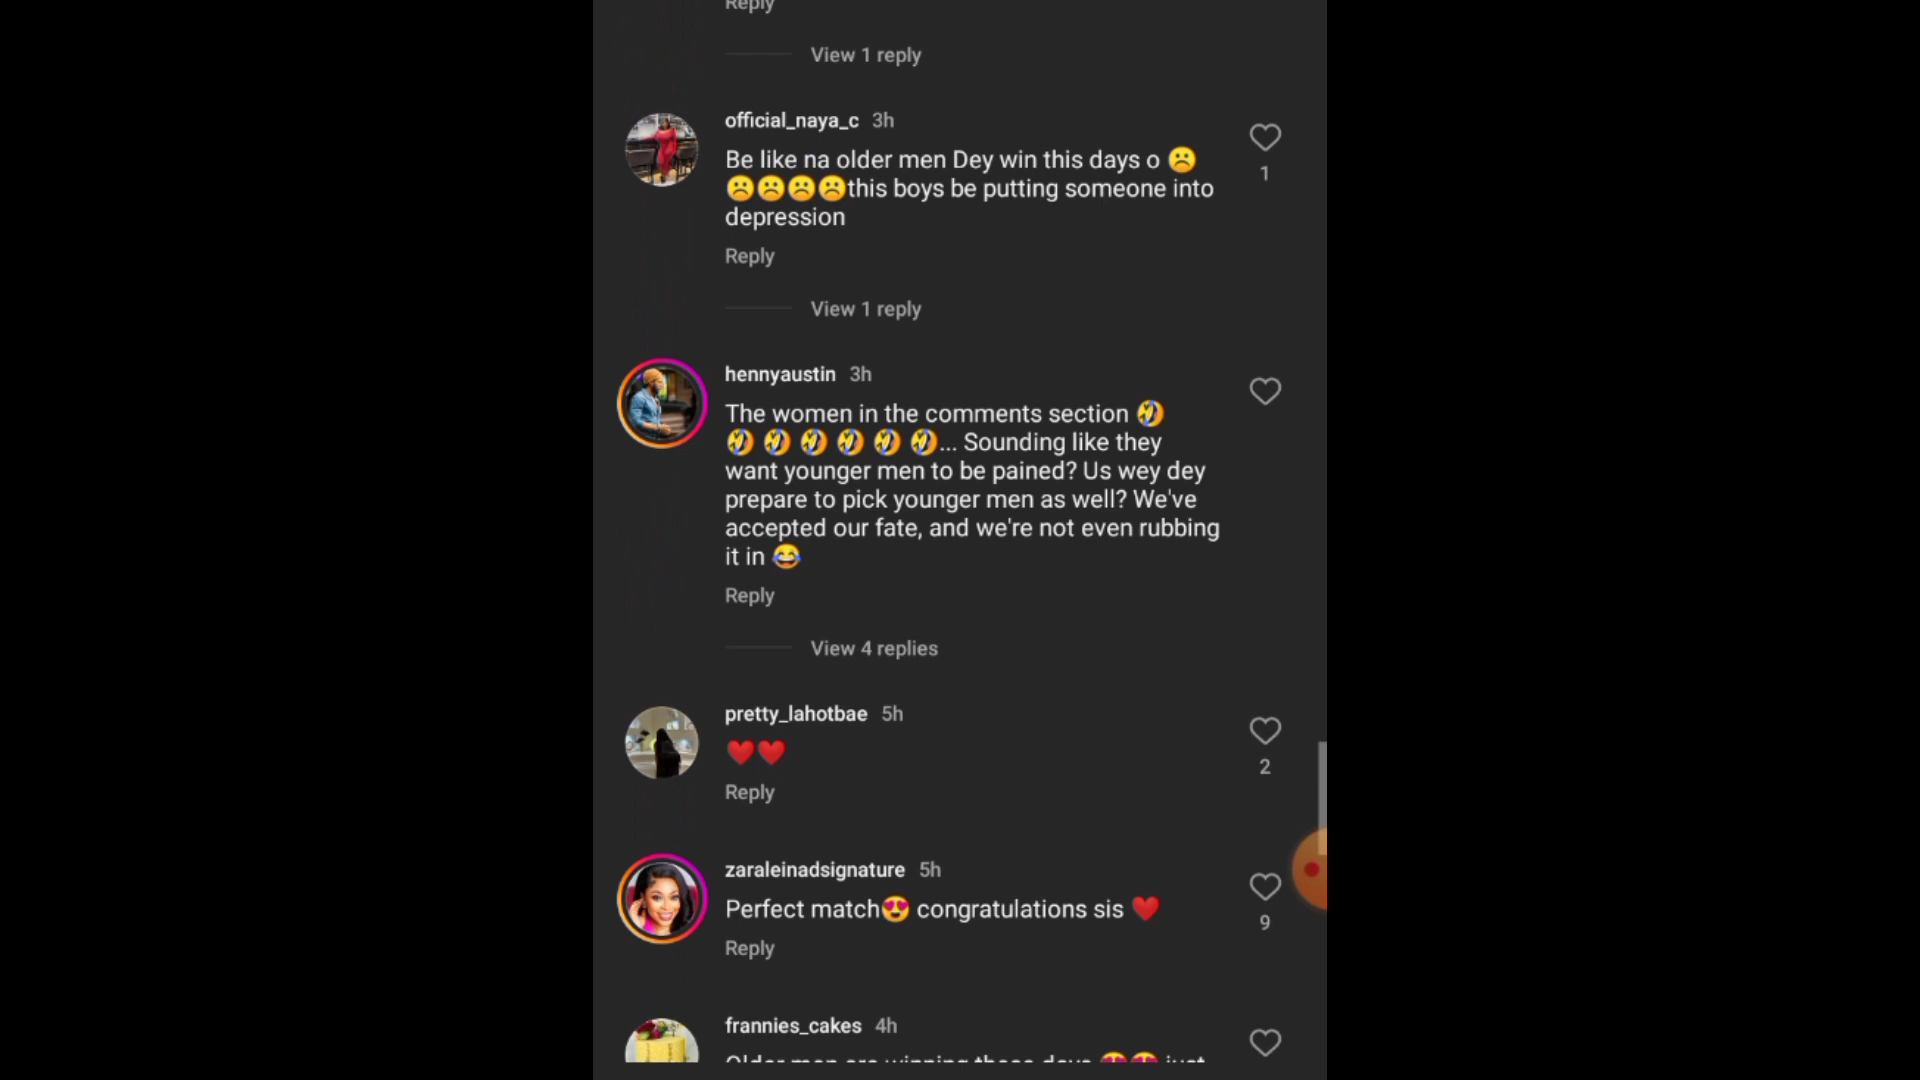 Reply
View 1 reply
official_naya_c 3h
Be like na older men Dey win this days o ☹️
☹️☹️☹️☹️this boys be putting someone into
depression
1
Reply
View 1 reply
hennyaustin 3h
The women in the comments section 🤣
🤣 🤣 🤣 🤣 🤣 🤣... Sounding like they
want younger men to be pained? Us wey dey
prepare to pick younger men as well? We've
accepted our fate, and we're not even rubbing
it in 😂
Reply
View 4 replies
pretty_lahotbae 5h
❤️❤️
2
Reply
zaraleinadsignature 5h
Perfect match😍 congratulations sis ❤️
9
Reply
frannies_cakes 4h
Older men are winning these days 😍😍 just